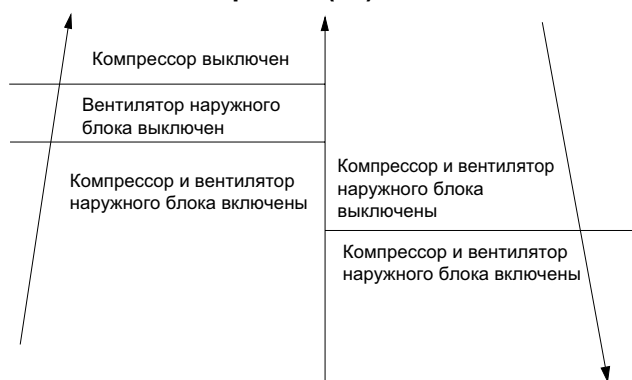 Компрессор выключен
Вентилятор наружного
блока выключен
Компрессор и вентилятор
наружного блока включены
Компрессор и вентилятор
наружного блока
выключены
Компрессор и вентилятор
наружного блока включены